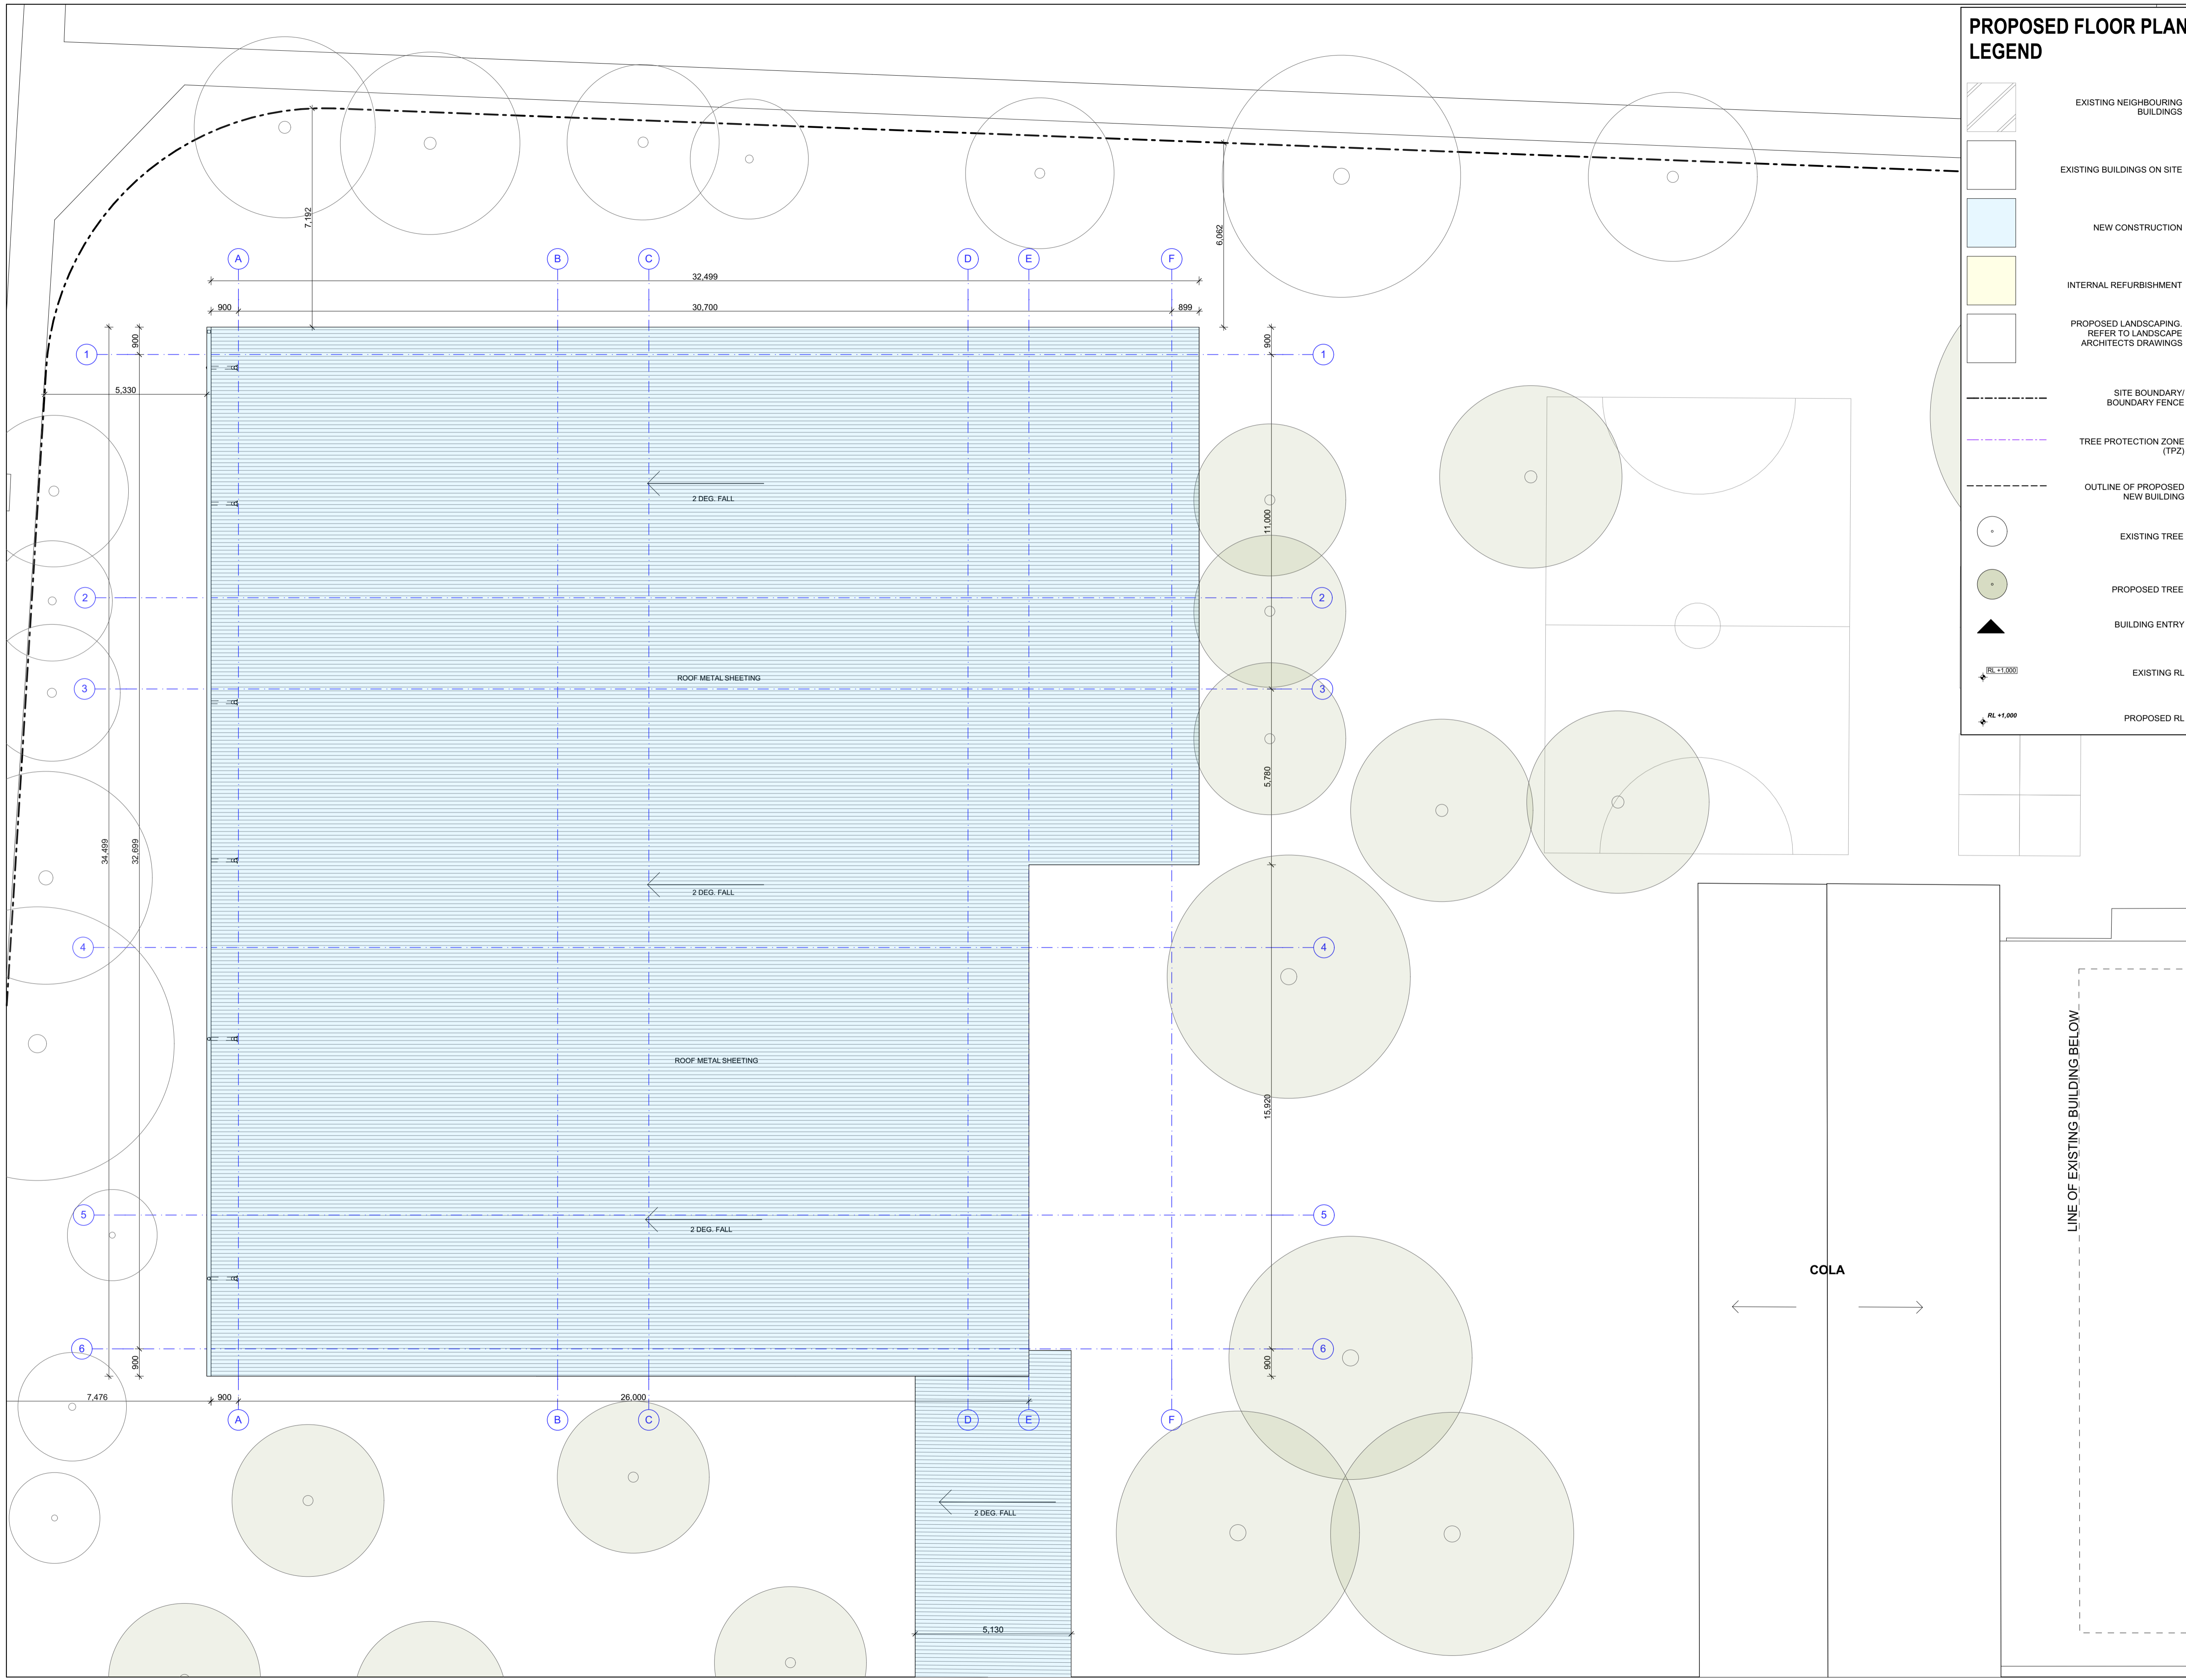 PROPOSED FLOOR PLAN
LEGEND
EXISTING NEIGHBOURING
BUILDINGS
EXISTING BUILDINGS ON SITE
NEW CONSTRUCTION
INTERNAL REFURBISHMENT
PROPOSED LANDSCAPING.
REFER TO LANDSCAPE
ARCHITECTS DRAWINGS
SITE BOUNDARY/
BOUNDARY FENCE
TREE PROTECTION ZONE
(TPZ)
OUTLINE OF PROPOSED
NEW BUILDING
EXISTING TREE
PROPOSED TREE
BUILDING ENTRY
RL +1,000
EXISTING RL
RL +1,000
PROPOSED RL
7,192
6,062
A
B
C
D
E
F
32,499
900
30,700
899
900
900
1
1
5,330
2 DEG. FALL
11,000
2
2
ROOF METAL SHEETING
3
3
5,780
34,499
32,699
2 DEG. FALL
4
4
ROOF METAL SHEETING
15,920
LINE OF EXISTING BUILDING BELOW
5
5
2 DEG. FALL
COLA
6
6
900
900
7,476
900
26,000
A
B
C
D
E
F
2 DEG. FALL
5,130